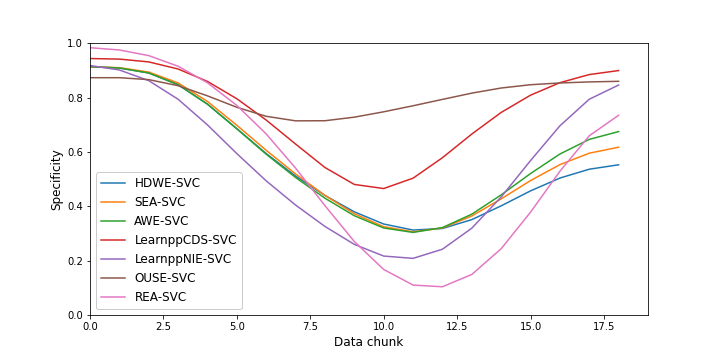 1.0
0.8
0.6
0.4
0.2
0.0
Specificity
HDWE-SVC
SEA-SVC
AWE-SVC
LearnppCDS-SVC
LearnppNIE-SVC
OUSE-SVC
REA-SVC
0.0 2.5 5.0 7.5 10.0 12.5 15.0 17.5
Data chunk